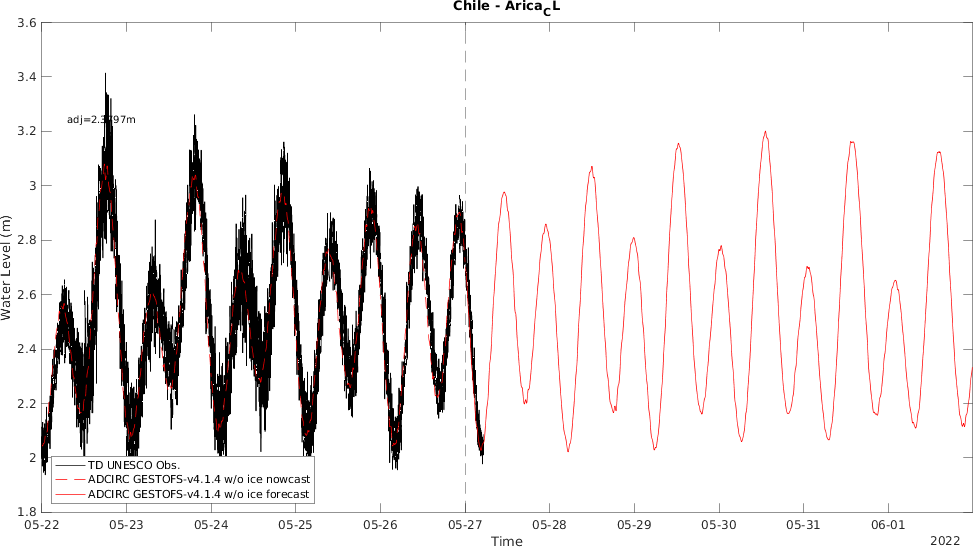 Chile - Arica_CL
3.6
3.4
3.2
3
2.8
2.6
2.4
2.2
2
1.8
Water Level (m)
adj=2.3797m
TD UNESCO Obs.
ADCIRC GESTOFS-v4.1.4 w/o ice nowcast
ADCIRC GESTOFS-v4.1.4 w/o ice forecast
05-22 05-23 05-24 05-25 05-26 05-27 05-28 05-29 05-30 05-31 06-01
Time
2022